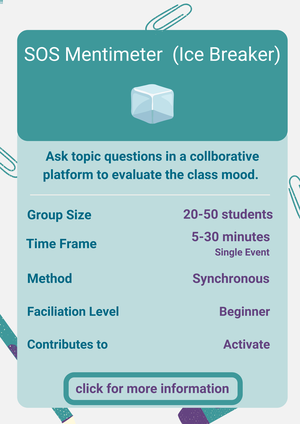 SOS Mentimeter (Ice Breaker)
Ask topic questions in a collborative
platform to evaluate the class mood.
Group Size 20-50 students
Time Frame 5-30 minutes
Single Event
Method Synchronous
Faciliation Level Beginner
Contributes to Activate
click for more information